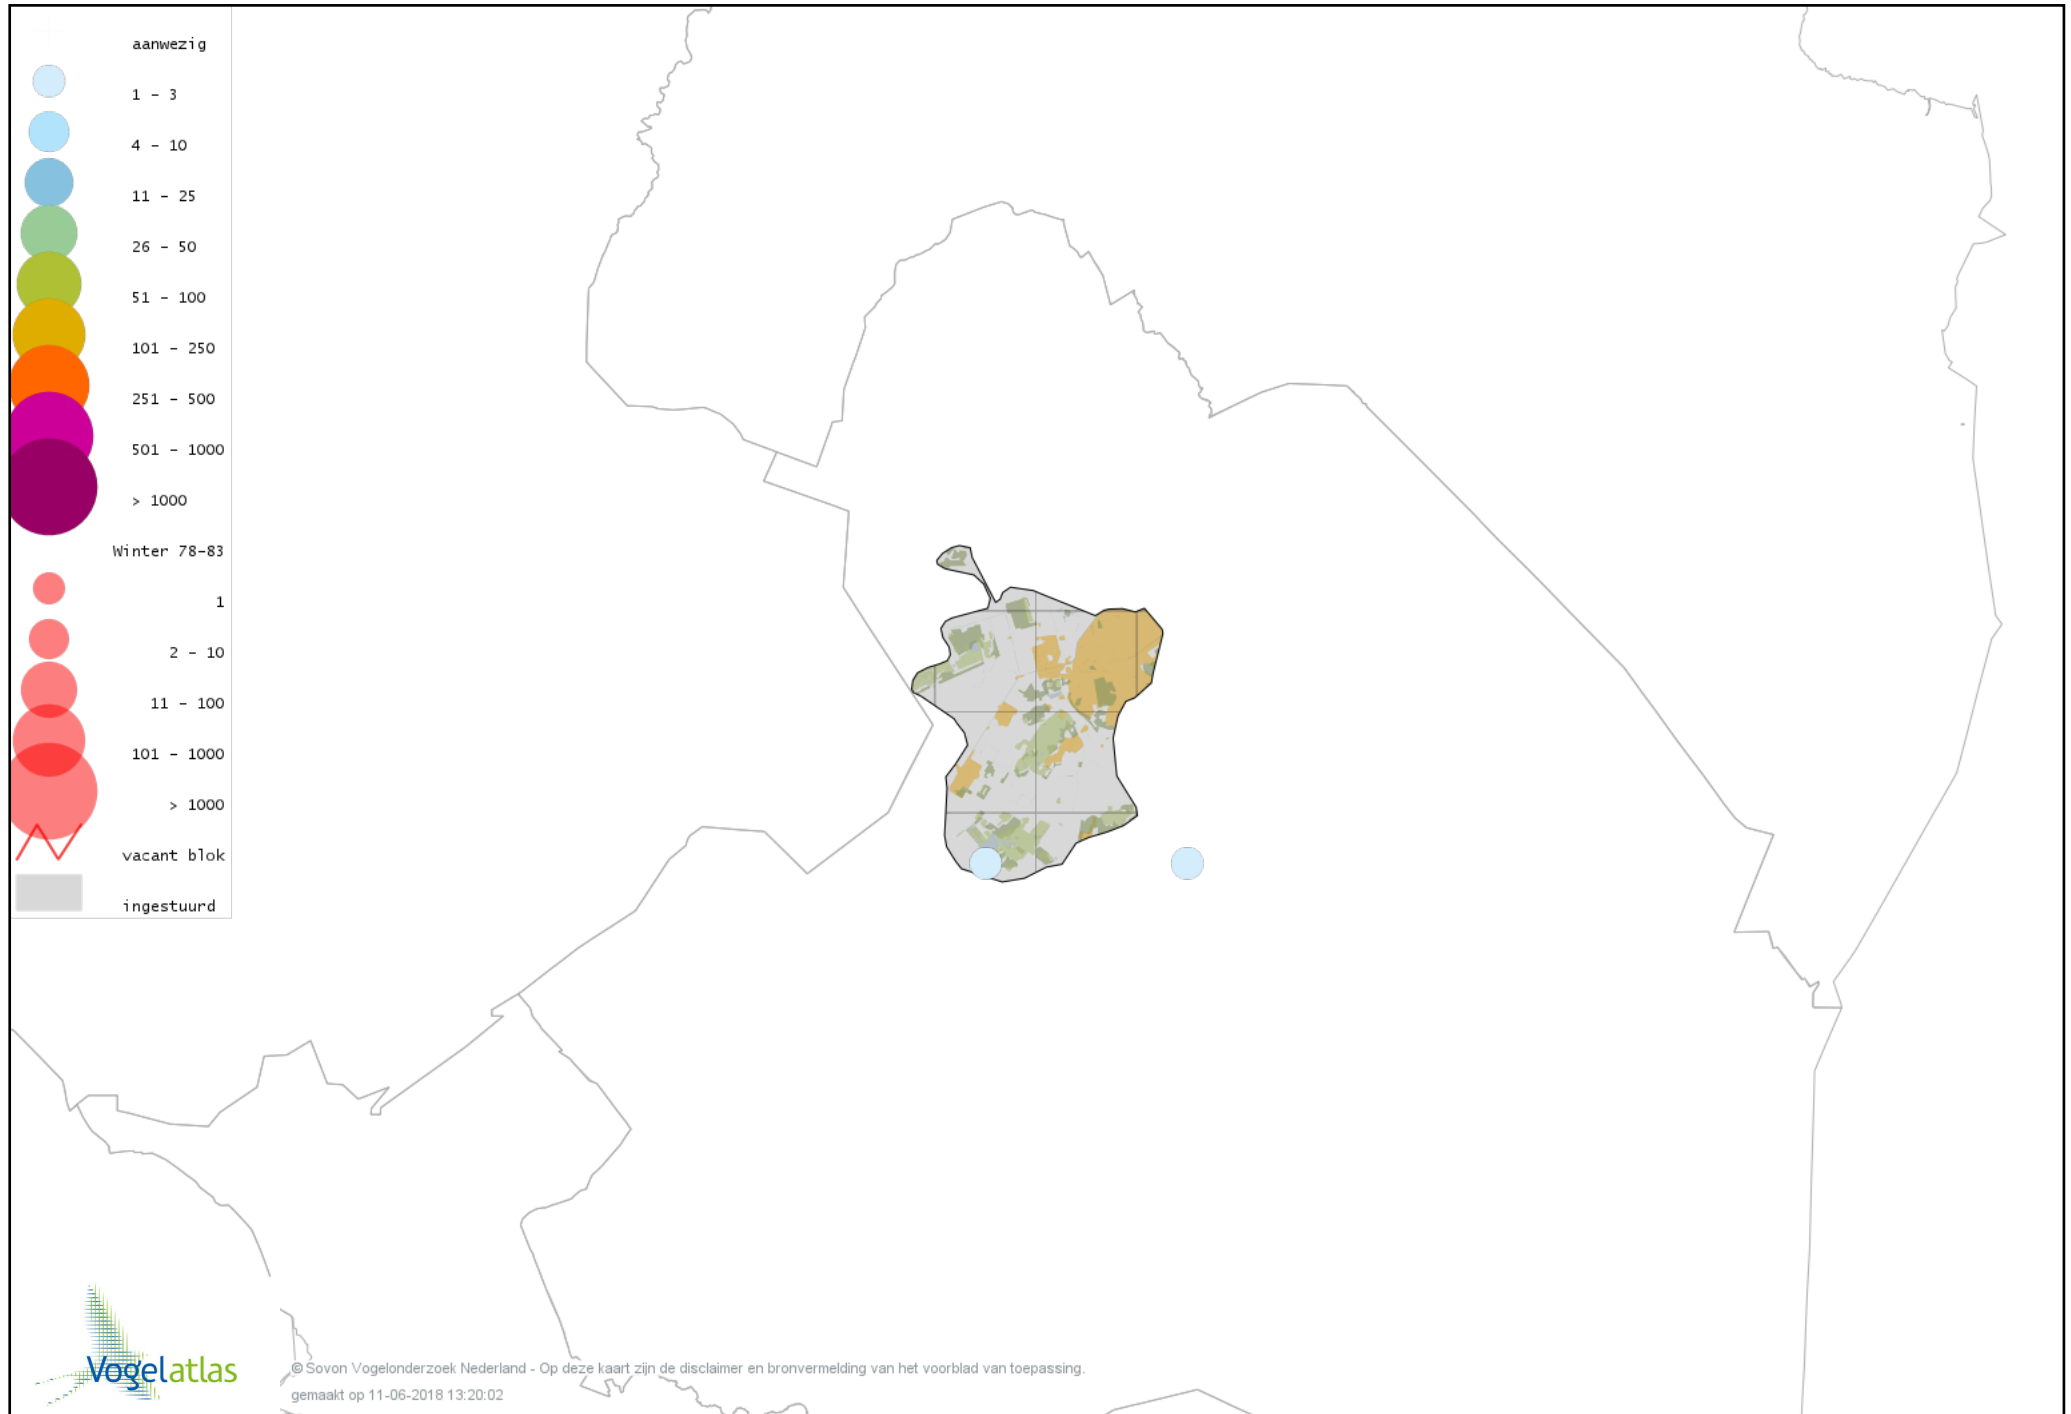 aanwezig
1 – 3
4 – 10
11 – 25
26 – 50
51 – 100
101 – 250
251 – 500
501 – 1000
> 1000
Winter 78-83
1
2 – 10
11 – 100
101 – 1000
> 1000
vacant blok
ingestuurd
Vogelatlas
© Sovon Vogelonderzoek Nederland - Op deze kaart zijn de disclaimer en bronvermelding van het voorblad van toepassing.
gemaakt op 11-06-2018 13:20:02